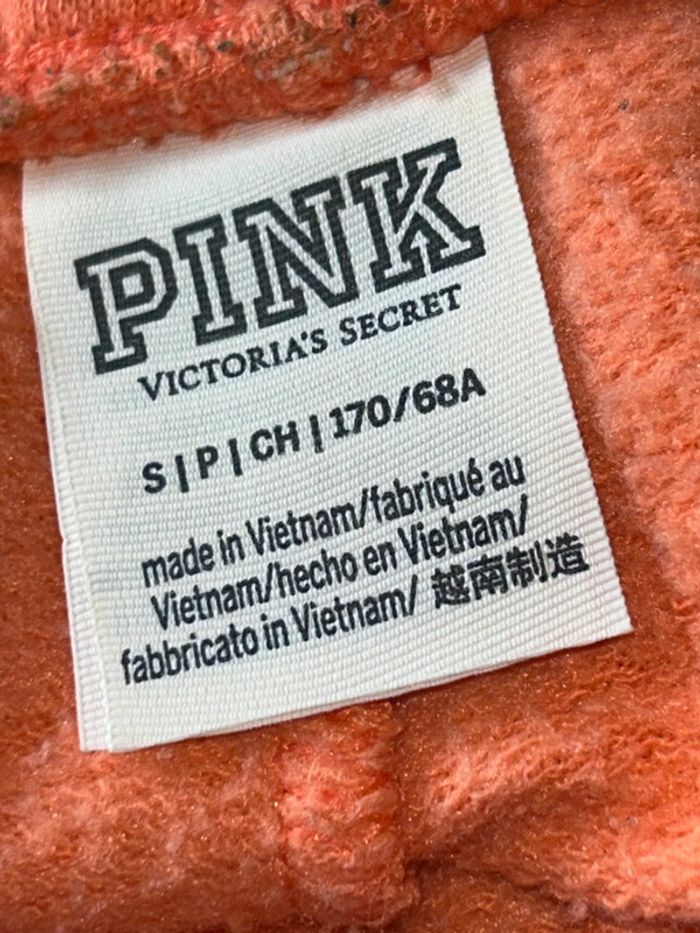 PINK
VICTORIA'S SECRET
S | P | CH | 170/68A
made in Vietnam/fabriqué au
Vietnam/hecho en Vietnam/
fabbricato in Vietnam/ 越南制造